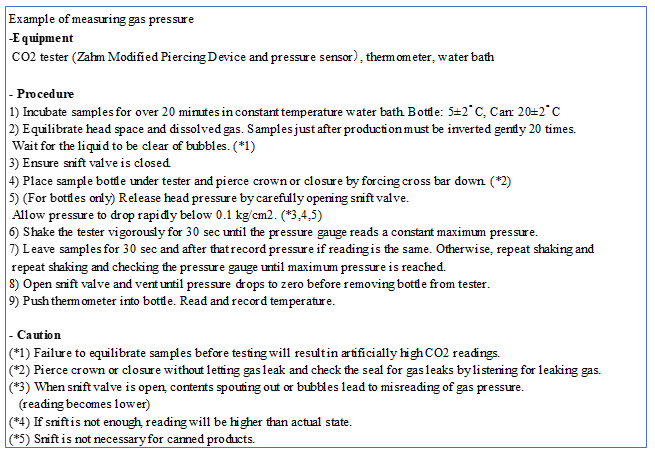 Example of measuring gas pressure
-Equipment
CO2 tester (Zahm Modified Piercing Device and pressure sensor), thermometer, water bath
- Procedure
1) Incubate samples for over 20 minutes in constant temperature water bath. Bottle: 5±2˚C, Can: 20±2˚C
2) Equilibrate head space and dissolved gas. Samples just after production must be inverted gently 20 times.
Wait for the liquid to be clear of bubbles. (*1)
3) Ensure snift valve is closed.
4) Place sample bottle under tester and pierce crown or closure by forcing cross bar down. (*2)
5) (For bottles only) Release head pressure by carefully opening snift valve.
Allow pressure to drop rapidly below 0.1 kg/cm2. (*3,4,5)
6) Shake the tester vigorously for 30 sec until the pressure gauge reads a constant maximum pressure.
7) Leave samples for 30 sec and after that record pressure if reading is the same. Otherwise, repeat shaking and
repeat shaking and checking the pressure gauge until maximum pressure is reached.
8) Open snift valve and vent until pressure drops to zero before removing bottle from tester.
9) Push thermometer into bottle. Read and record temperature.
- Caution
(*1) Failure to equilibrate samples before testing will result in artificially high CO2 readings.
(*2) Pierce crown or closure without letting gas leak and check the seal for gas leaks by listening for leaking gas.
(*3) When snift valve is open, contents spouting out or bubbles lead to misreading of gas pressure.
(reading becomes lower)
(*4) If snift is not enough, reading will be higher than actual state.
(*5) Snift is not necessary for canned products.